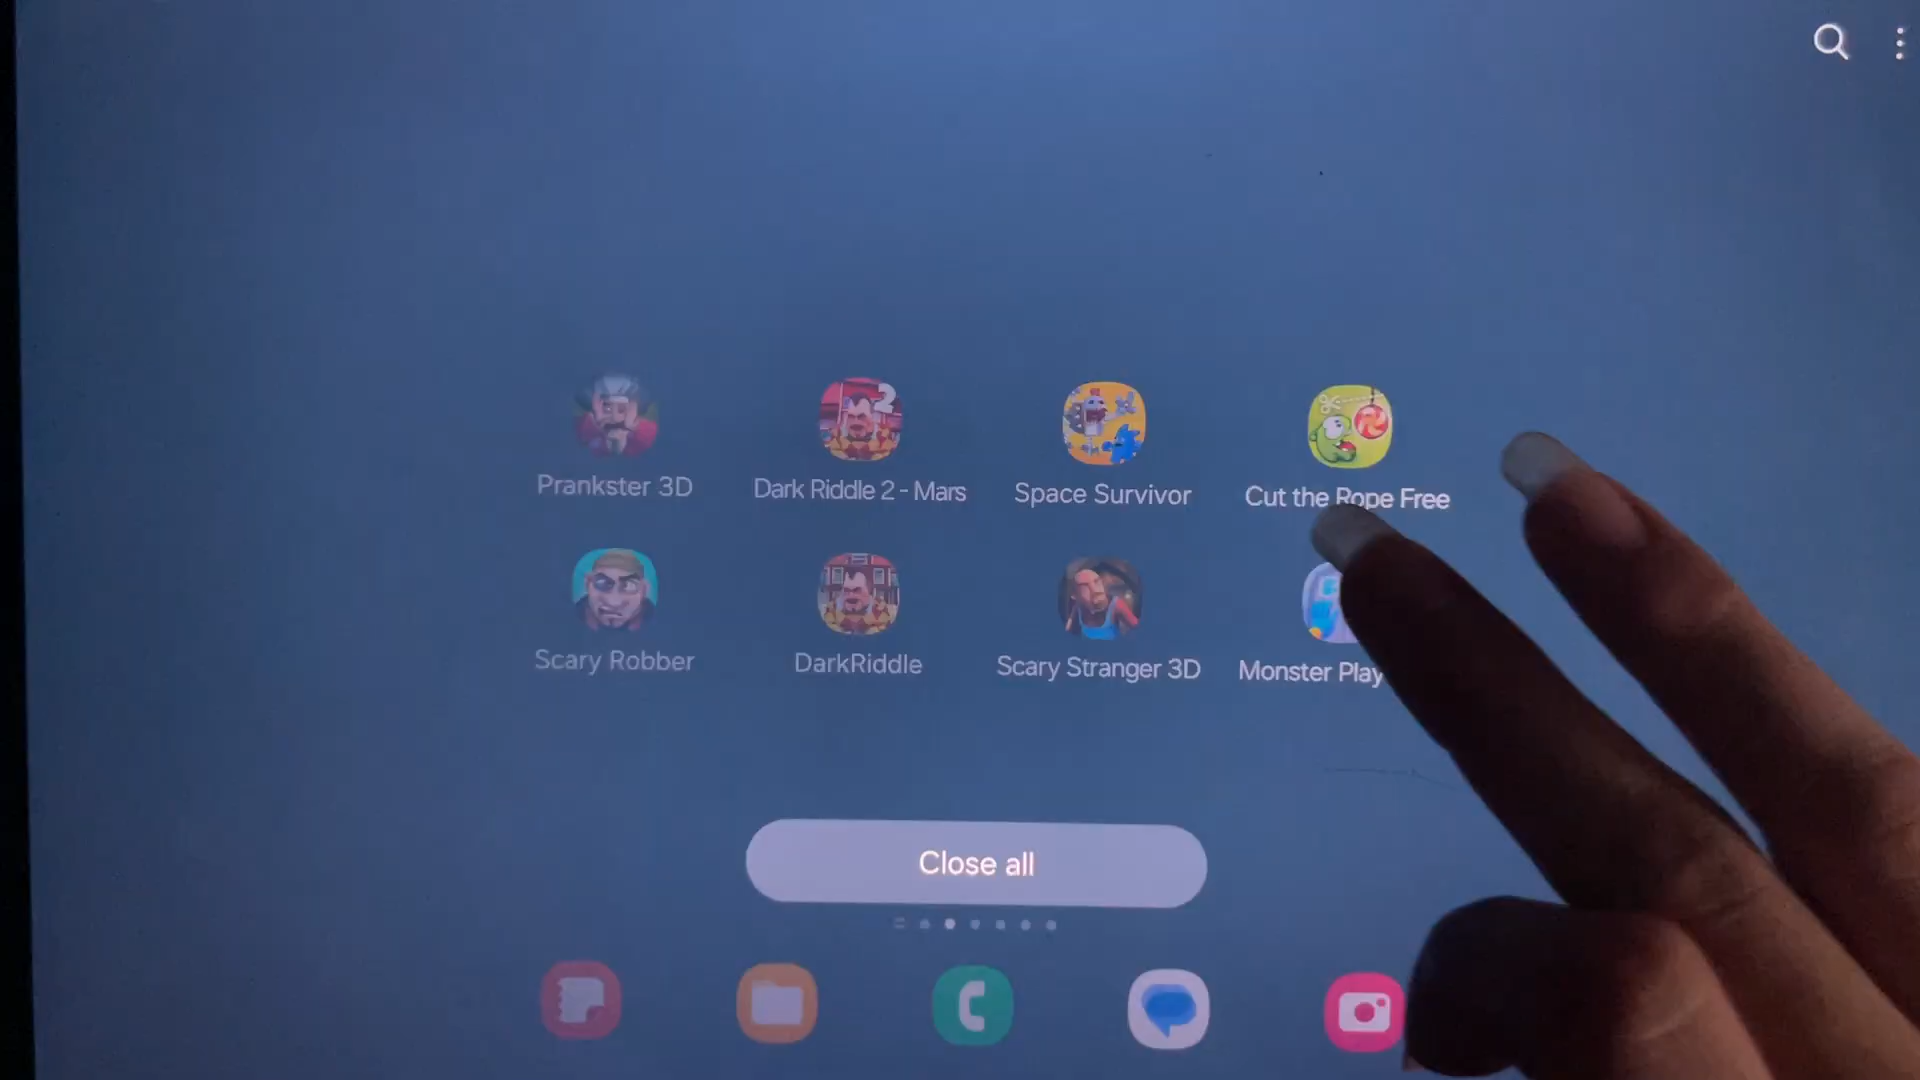 Prankster 3D
Dark Riddle 2 - Mars
Space Survivor
Cut the Rope Free
Scary Robber
DarkRiddle
Scary Stranger 3D
Monster Play
Close all